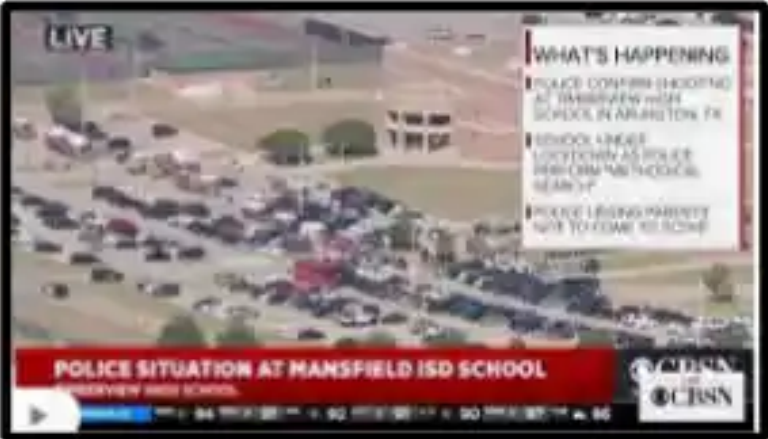 LIVE
WHAT'S HAPPENING
POLICE CONFIRM SHOOTING
AT TIMBERVIEW HIGH
SCHOOL IN ARLINGTON, TX
SCHOOL UNDER
LOCKDOWN AS POLICE
PERFORM "METHODICAL
SEARCH"
POLICE URGING PARENTS
NOT TO COME TO SCENE
POLICE SITUATION AT MANSFIELD ISD SCHOOL
TIMBERVIEW HIGH SCHOOL
CBSN
CBSN